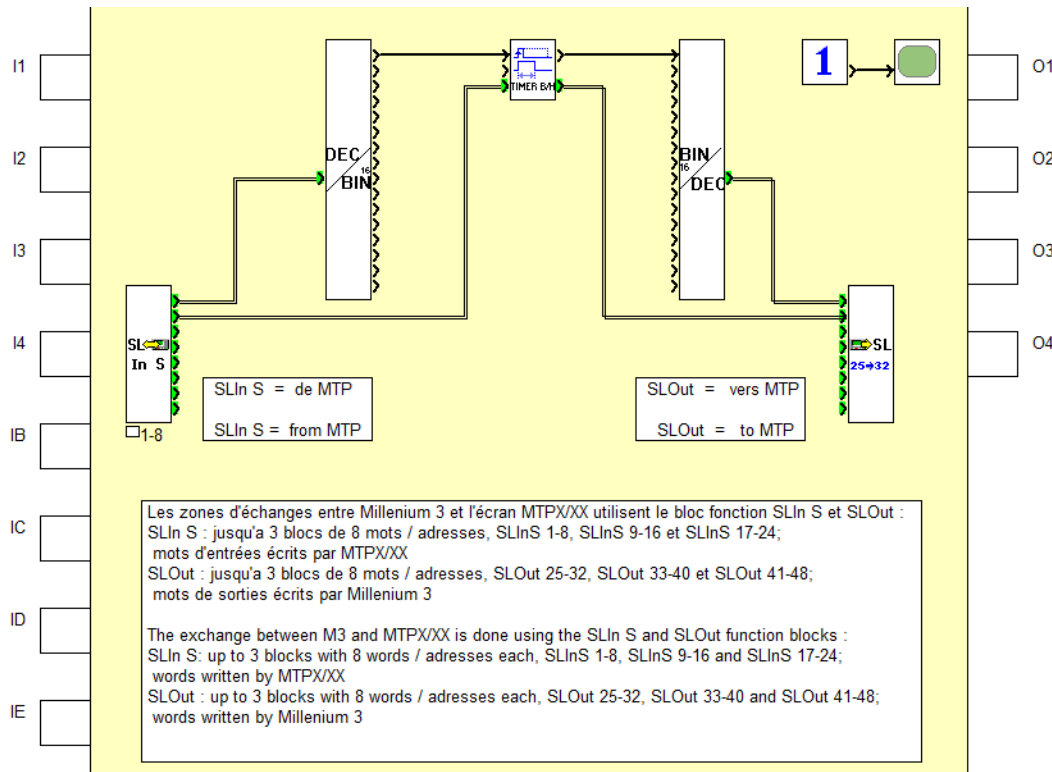 I1
I2
I3
I4
IB
IC
ID
IE
O1
O2
O3
O4
DEC
BIN
16
TIMER B/H
BIN
16
DEC
1
SL
In S
1-8
SL
25➜32
SLIn S = de MTP
SLIn S = from MTP
SLOut = vers MTP
SLOut = to MTP
Les zones d'échanges entre Millenium 3 et l'écran MTPX/XX utilisent le bloc fonction SLIn S et SLOut :
SLIn S : jusqu'a 3 blocs de 8 mots / adresses, SLInS 1-8, SLInS 9-16 et SLInS 17-24;
mots d'entrées écrits par MTPX/XX
SLOut : jusqu'a 3 blocs de 8 mots / adresses, SLOut 25-32, SLOut 33-40 et SLOut 41-48;
mots de sorties écrits par Millenium 3
The exchange between M3 and MTPX/XX is done using the SLIn S and SLOut function blocks :
SLIn S: up to 3 blocks with 8 words / adresses each, SLInS 1-8, SLInS 9-16 and SLInS 17-24;
words written by MTPX/XX
SLOut : up to 3 blocks with 8 words / adresses each, SLOut 25-32, SLOut 33-40 and SLOut 41-48;
words written by Millenium 3